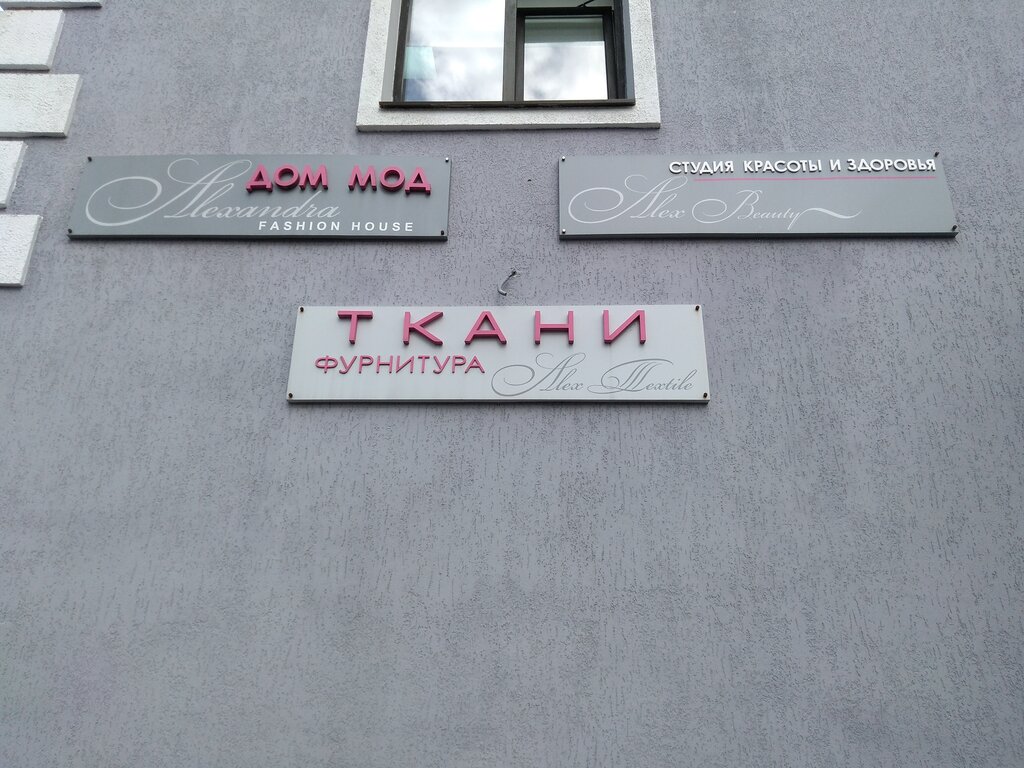 ДОМ МОД
Alexandra
FASHION HOUSE
СТУДИЯ КРАСОТЫ И ЗДОРОВЬЯ
Alex Beauty
ТКАНИ
ФУРНИТУРА
Alex Textile